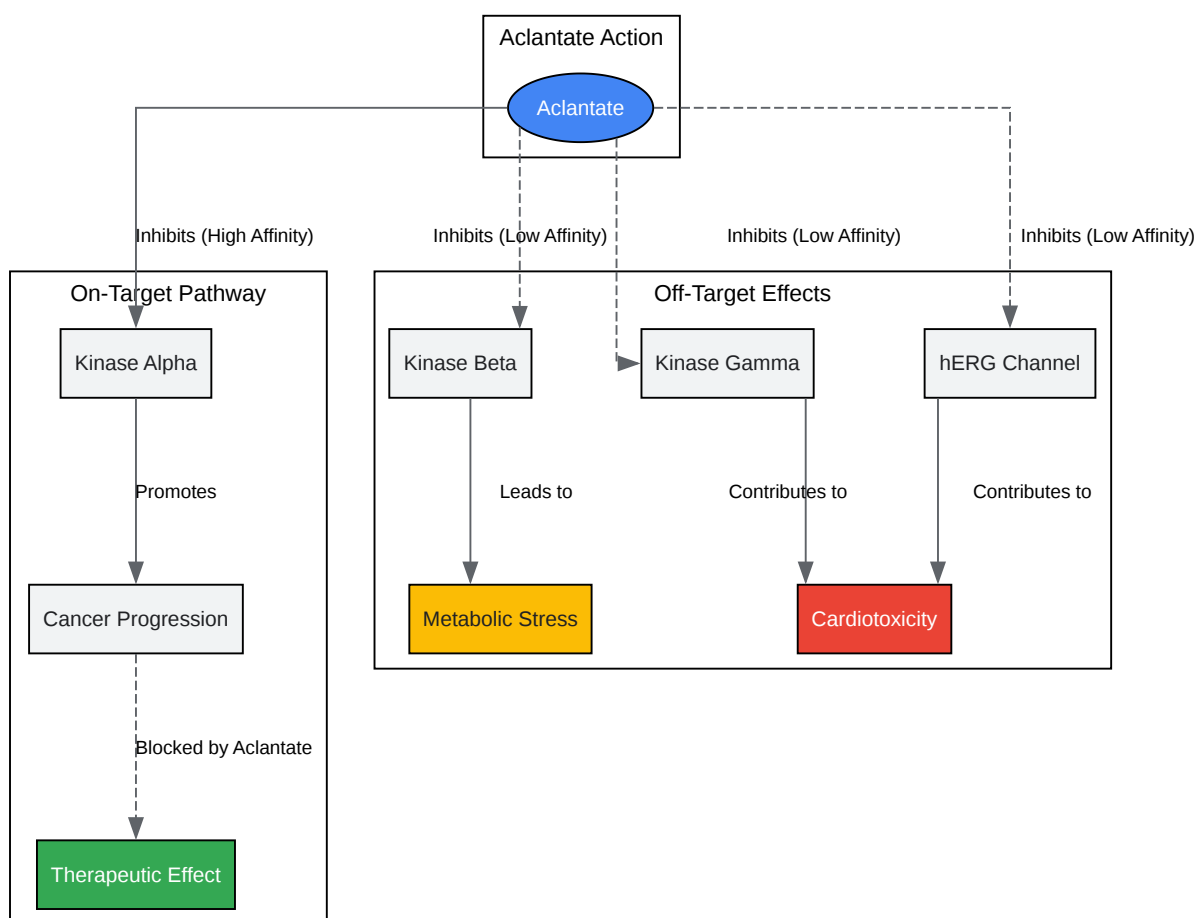 Aclantate Action
Aclantate
Inhibits (High Affinity)
Inhibits (Low Affinity)
Inhibits (Low Affinity)
Inhibits (Low Affinity)
On-Target Pathway
Off-Target Effects
Kinase Alpha
Kinase Beta
Kinase Gamma
hERG Channel
Promotes
Leads to
Contributes to
Contributes to
Cancer Progression
Metabolic Stress
Cardiotoxicity
Blocked by Aclantate
Therapeutic Effect